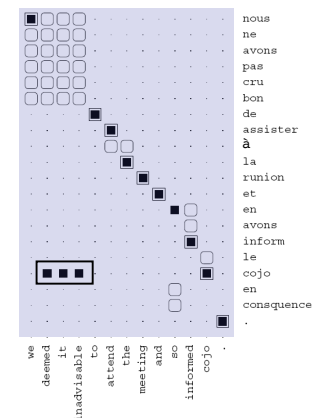 nous
ne
avons
pas
cru
bon
de
assister
à
la
runion
et
en
avons
inform
le
cojo
en
consquence
.
we
deemed
it
inadvisable
to
attend
the
meeting
and
so
informed
cojo
.